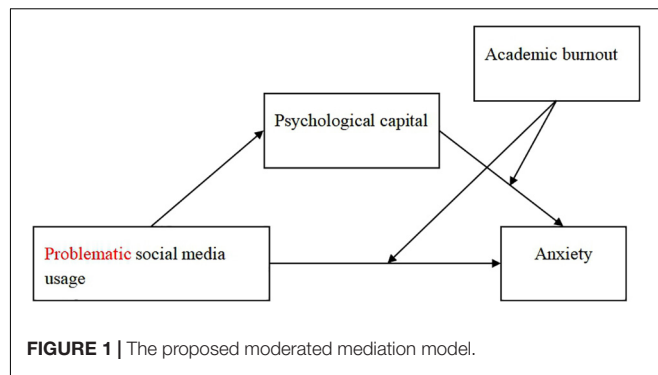 Academic burnout
Psychological capital
Problematic social media
usage
Anxiety
FIGURE 1 | The proposed moderated mediation model.